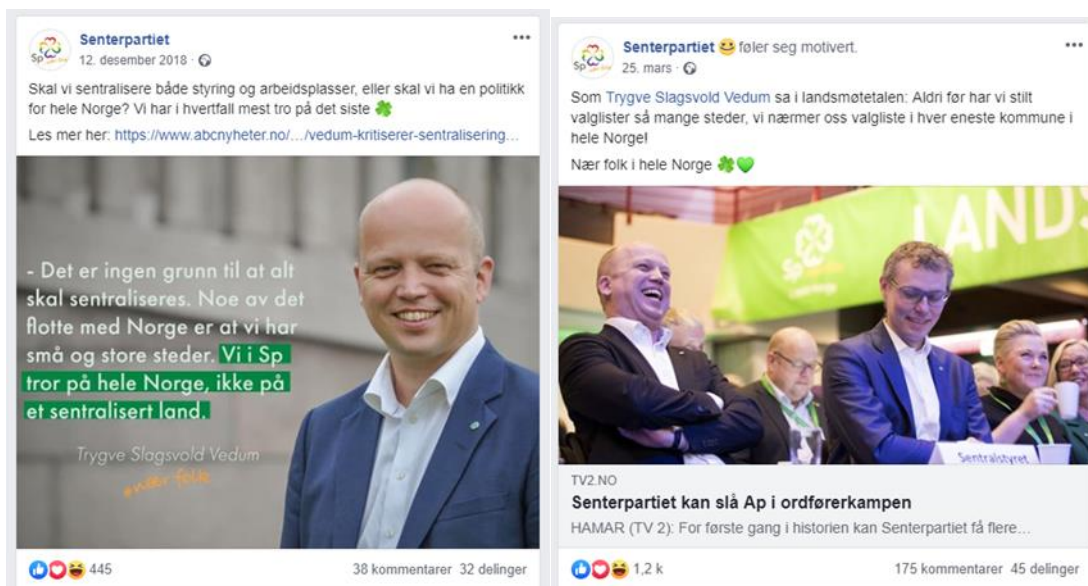 Senterpartiet
12. desember 2018 ·
Skal vi sentralisere både styring og arbeidsplasser, eller skal vi ha en politikk
for hele Norge? Vi har i hvertfall mest tro på det siste 🍀
Les mer her: https://www.abcnyheter.no/.../vedum-kritiserer-sentralisering...
- Det er ingen grunn til at alt
skal sentraliseres. Noe av det
flotte med Norge er at vi har
små og store steder. Vi i Sp
tror på hele Norge, ikke på
et sentralisert land.
Trygve Slagsvold Vedum
#nær folk
445
38 kommentarer 32 delinger
Senterpartiet 😄 føler seg motivert.
25. mars ·
Som Trygve Slagsvold Vedum sa i landsmøtetalen: Aldri før har vi stilt
valglister så mange steder, vi nærmer oss valgliste i hver eneste kommune i
hele Norge!
Nær folk i hele Norge 🍀💚
Sp
LANDS
Sentralstyret
TV2.NO
Senterpartiet kan slå Ap i ordførerkampen
HAMAR (TV 2): For første gang i historien kan Senterpartiet få flere...
1,2 k
175 kommentarer 45 delinger